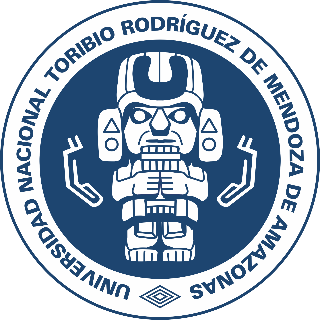 UNIVERSIDAD NACIONAL TORIBIO RODRÍGUEZ DE MENDOZA DE AMAZONAS